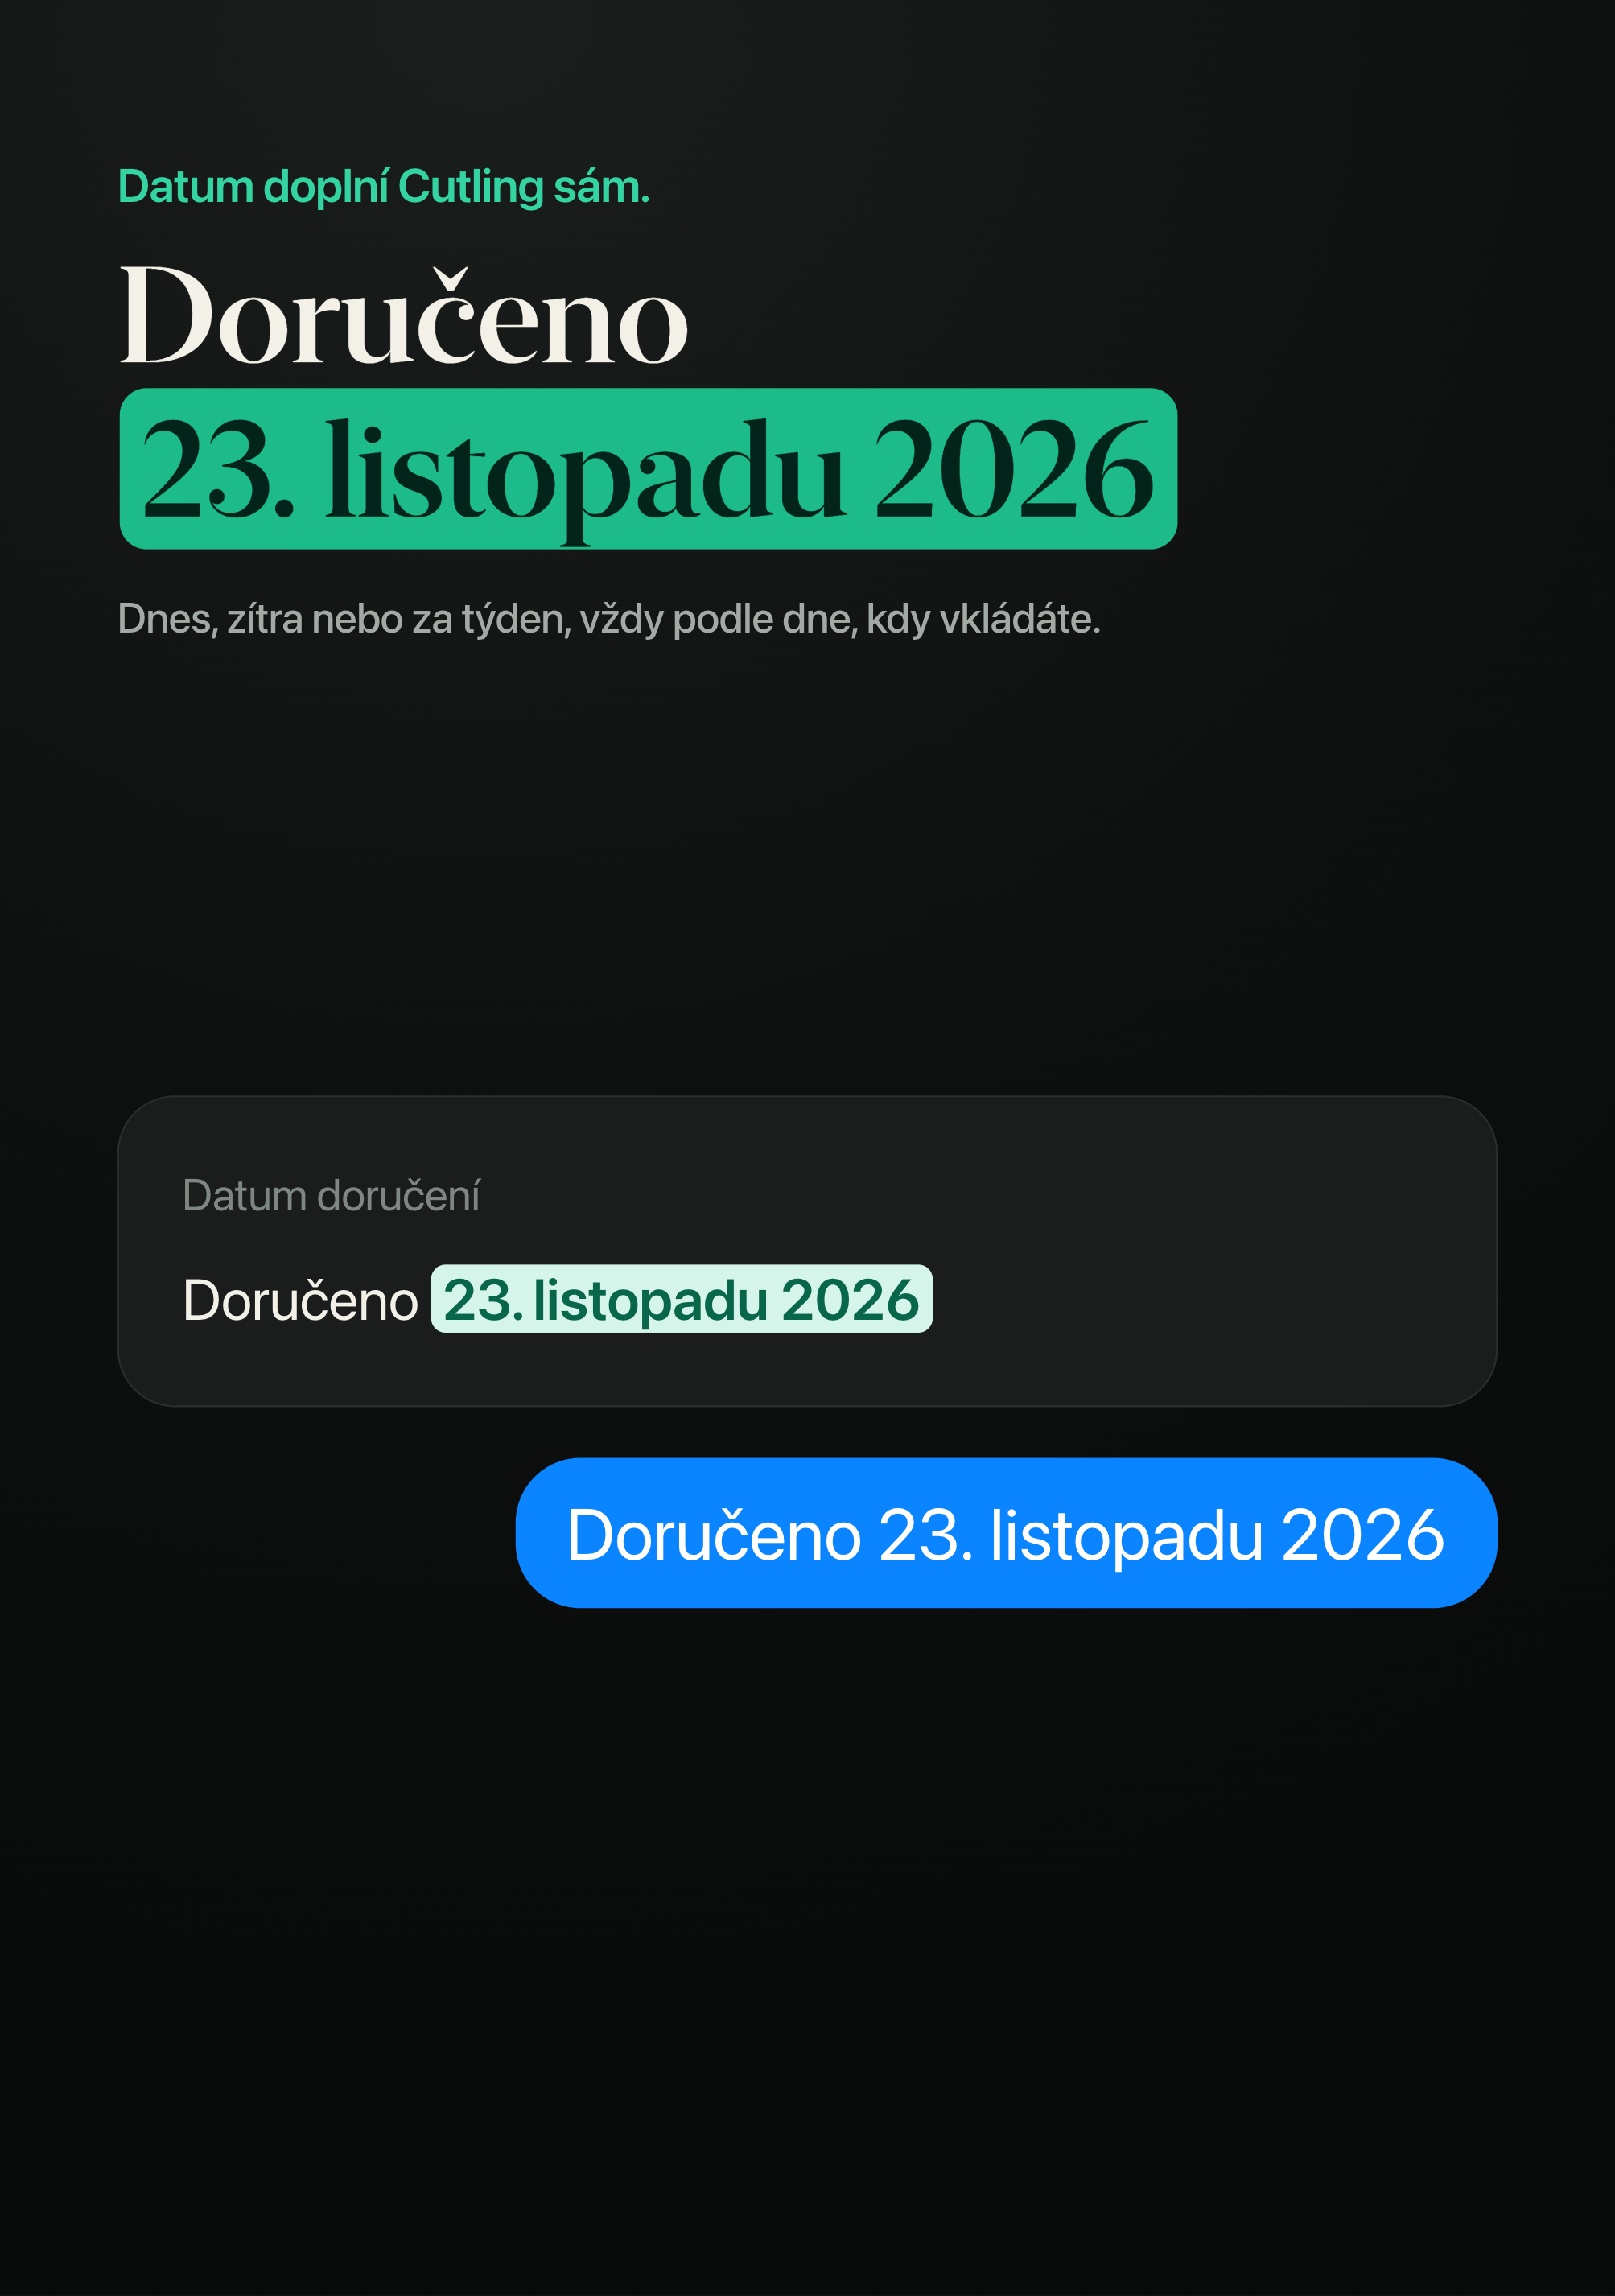 Datum doplní Cutling sám.
Doručeno
23. listopadu 2026
Dnes, zítra nebo za týden, vždy podle dne, kdy vkládáte.
Datum doručení
Doručeno 23. listopadu 2026
Doručeno 23. listopadu 2026